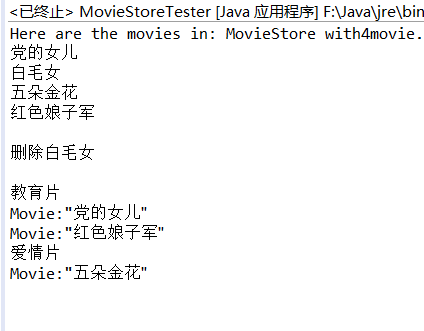 <已终止> MovieStoreTester [Java 应用程序] F:\Java\jre\bin
Here are the movies in: MovieStore with4movie.
党的女儿
白毛女
五朵金花
红色娘子军
删除白毛女
教育片
Movie:"党的女儿"
Movie:"红色娘子军"
爱情片
Movie:"五朵金花"